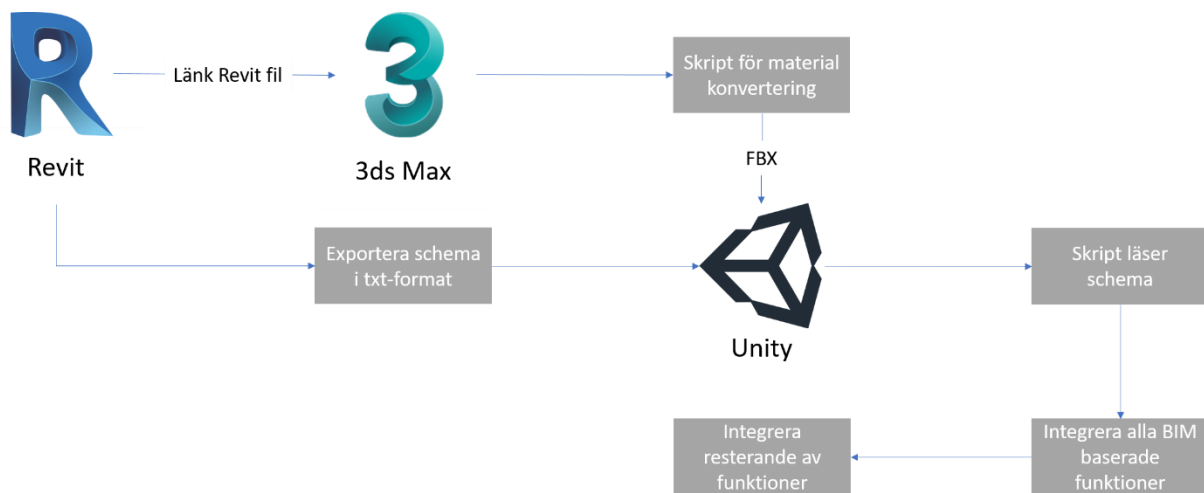 Länk Revit fil
Skript för material
konvertering
Revit
3ds Max
FBX
Exportera schema
i txt-format
Skript läser
schema
Unity
Integrera
resterande av
funktioner
Integrera alla BIM
baserade
funktioner